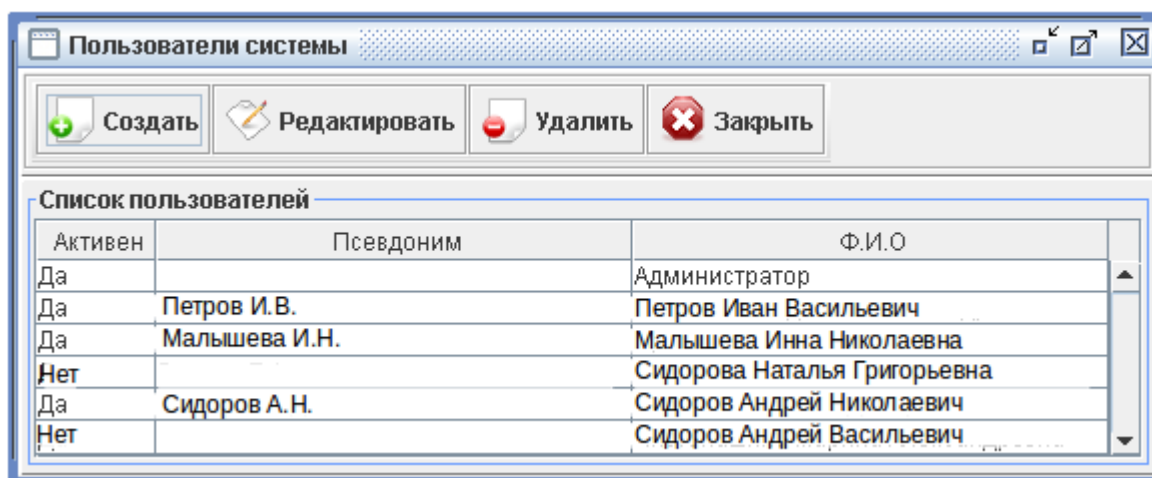 Пользователи системы
Создать Редактировать Удалить Закрыть
Список пользователей
Активен Псевдоним Ф.И.О
Да Администратор
Да Петров И.В. Петров Иван Васильевич
Да Малышева И.Н. Малышева Инна Николаевна
Нет Сидорова Наталья Григорьевна
Да Сидоров А.Н. Сидоров Андрей Николаевич
Нет Сидоров Андрей Васильевич